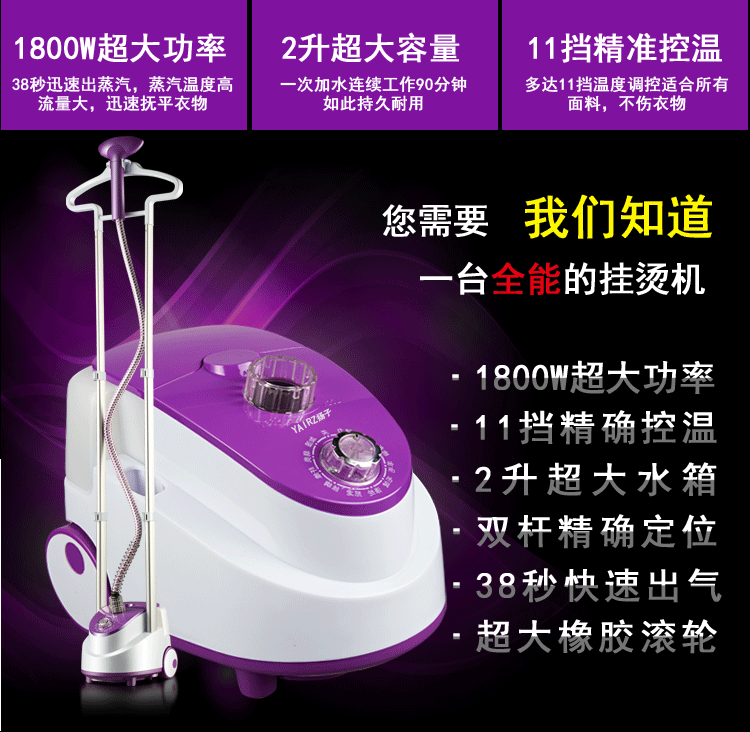 1800W超大功率
38秒迅速出蒸汽，蒸汽温度高
流量大，迅速抚平衣物
2升超大容量
一次加水连续工作90分钟
如此持久耐用
11挡精准控温
多达11挡温度调控适合所有
面料，不伤衣物
您需要 我们知道
一台全能的挂烫机
· 1800W超大功率
· 11挡精确控温
· 2升超大水箱
· 双杆精确定位
· 38秒快速出气
· 超大橡胶滚轮
YAIRZ扬子